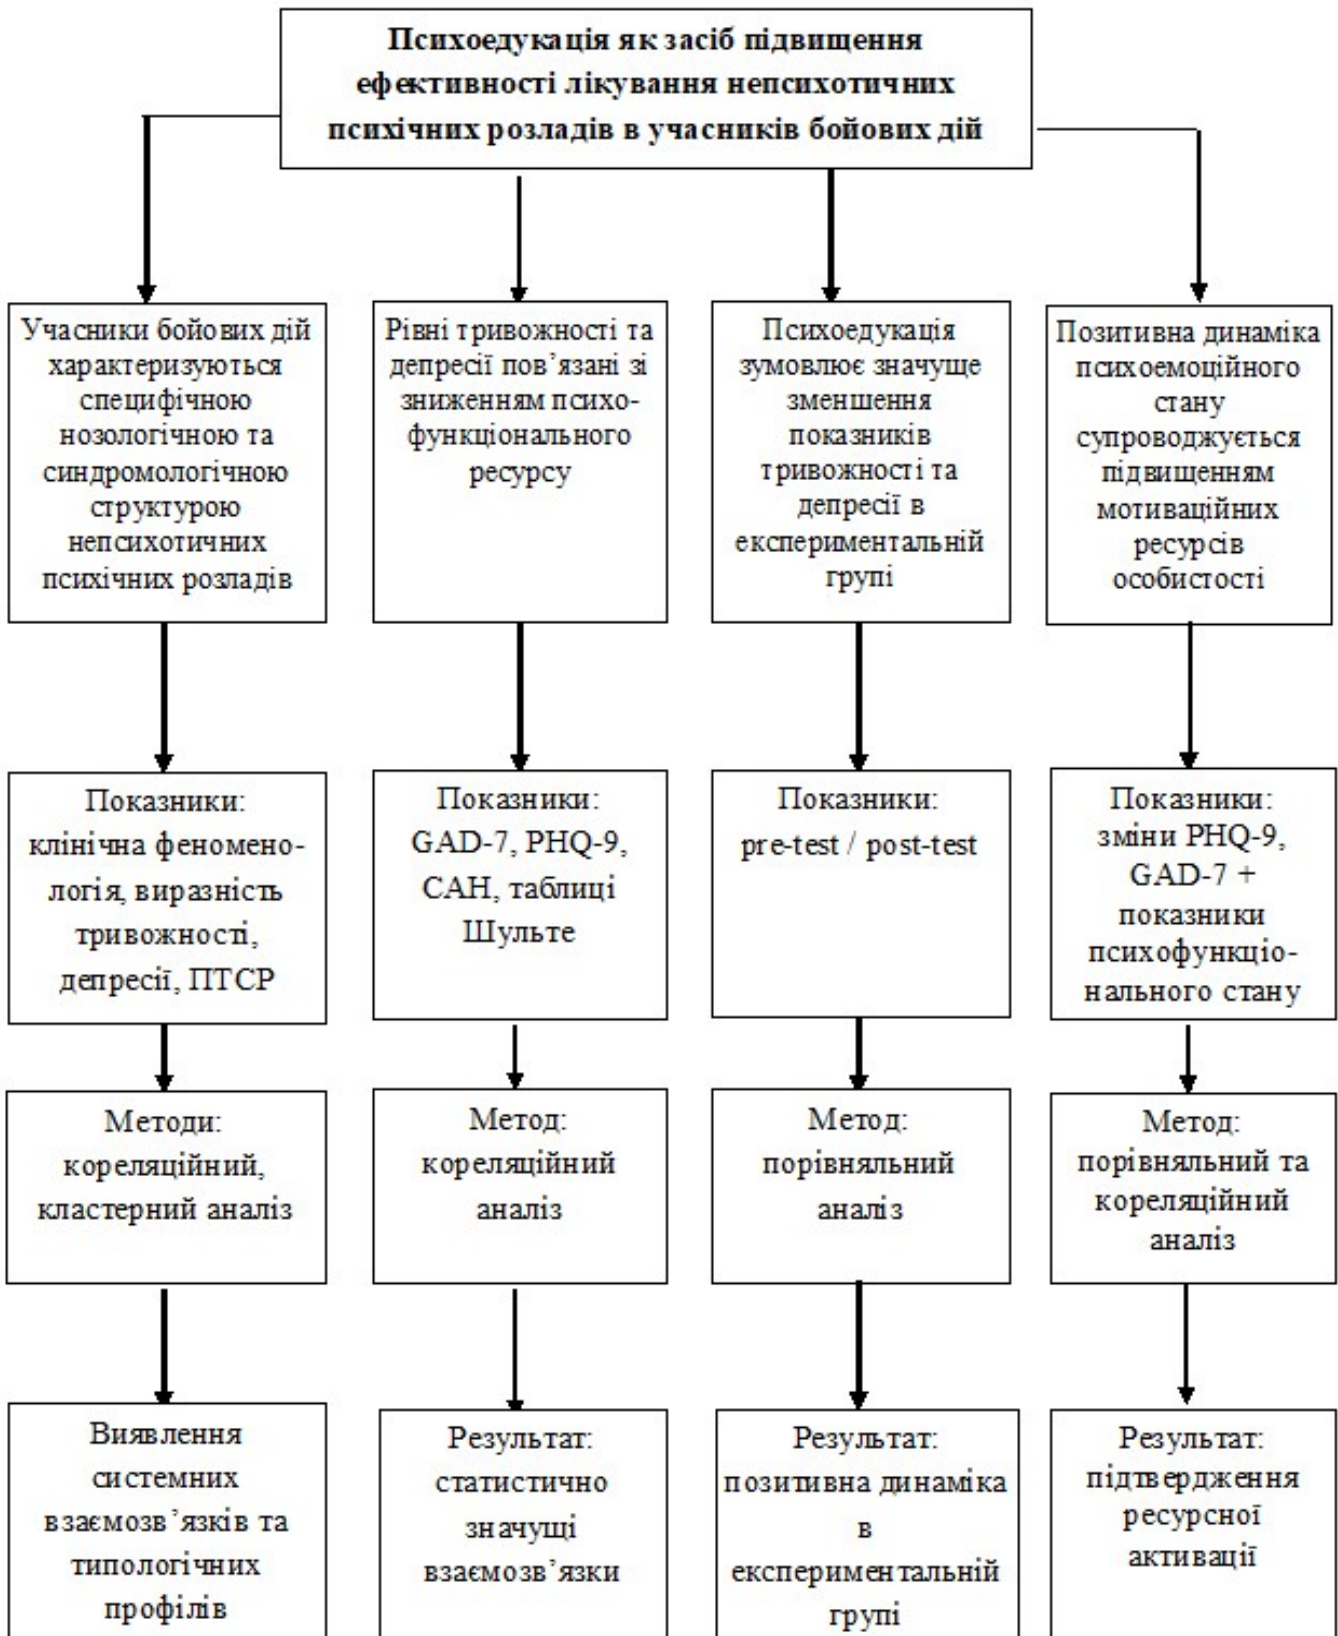 Психоедукація як засіб підвищення
ефективності лікування непсихотичних
психічних розладів в учасників бойових дій
Учасники бойових дій
характеризуються
специфічною
нозологічною та
синдромологічною
структурою
непсихотичних
психічних розладів
Рівні тривожності та
депресії пов’язані зі
зниженням психо-
функціонального
ресурсу
Психоедукація
зумовлює значуще
зменшення
показників
тривожності та
депресії в
експериментальній
групі
Позитивна динаміка
психоемоційного
стану
супроводжується
підвищенням
мотиваційних
ресурсів
особистості
Показники:
клінічна феномено-
логія, виразність
тривожності,
депресії, ПТСР
Показники:
GAD-7, PHQ-9,
САН, таблиці
Шульте
Показники:
pre-test / post-test
Показники:
зміни PHQ-9,
GAD-7 +
показники
психофункціо-
нального стану
Методи:
кореляційний,
кластерний аналіз
Метод:
кореляційний
аналіз
Метод:
порівняльний
аналіз
Метод:
порівняльний та
кореляційний
аналіз
Виявлення
системних
взаємозв’язків та
типологічних
профілів
Результат:
статистично
значущі
взаємозв’язки
Результат:
позитивна динаміка
в
експериментальній
групі
Результат:
підтвердження
ресурсної
активації